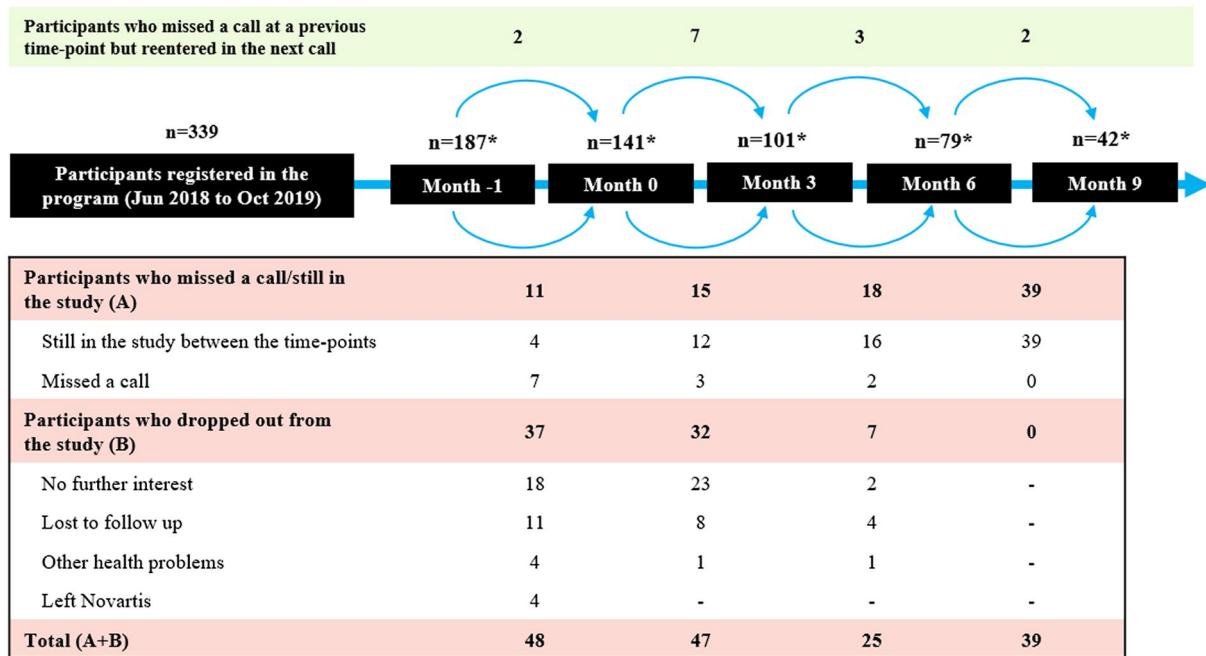 Participants who missed a call at a previous
time-point but reentered in the next call
2 7 3 2
n=339 n=187* n=141* n=101* n=79* n=42*
Participants registered in the
program (Jun 2018 to Oct 2019)
Month -1 Month 0 Month 3 Month 6 Month 9
Participants who missed a call/still in
the study (A)
11 15 18 39
Still in the study between the time-points 4 12 16 39
Missed a call 7 3 2 0
Participants who dropped out from
the study (B)
37 32 7 0
No further interest 18 23 2 -
Lost to follow up 11 8 4 -
Other health problems 4 1 1 -
Left Novartis 4 - - -
Total (A+B) 48 47 25 39